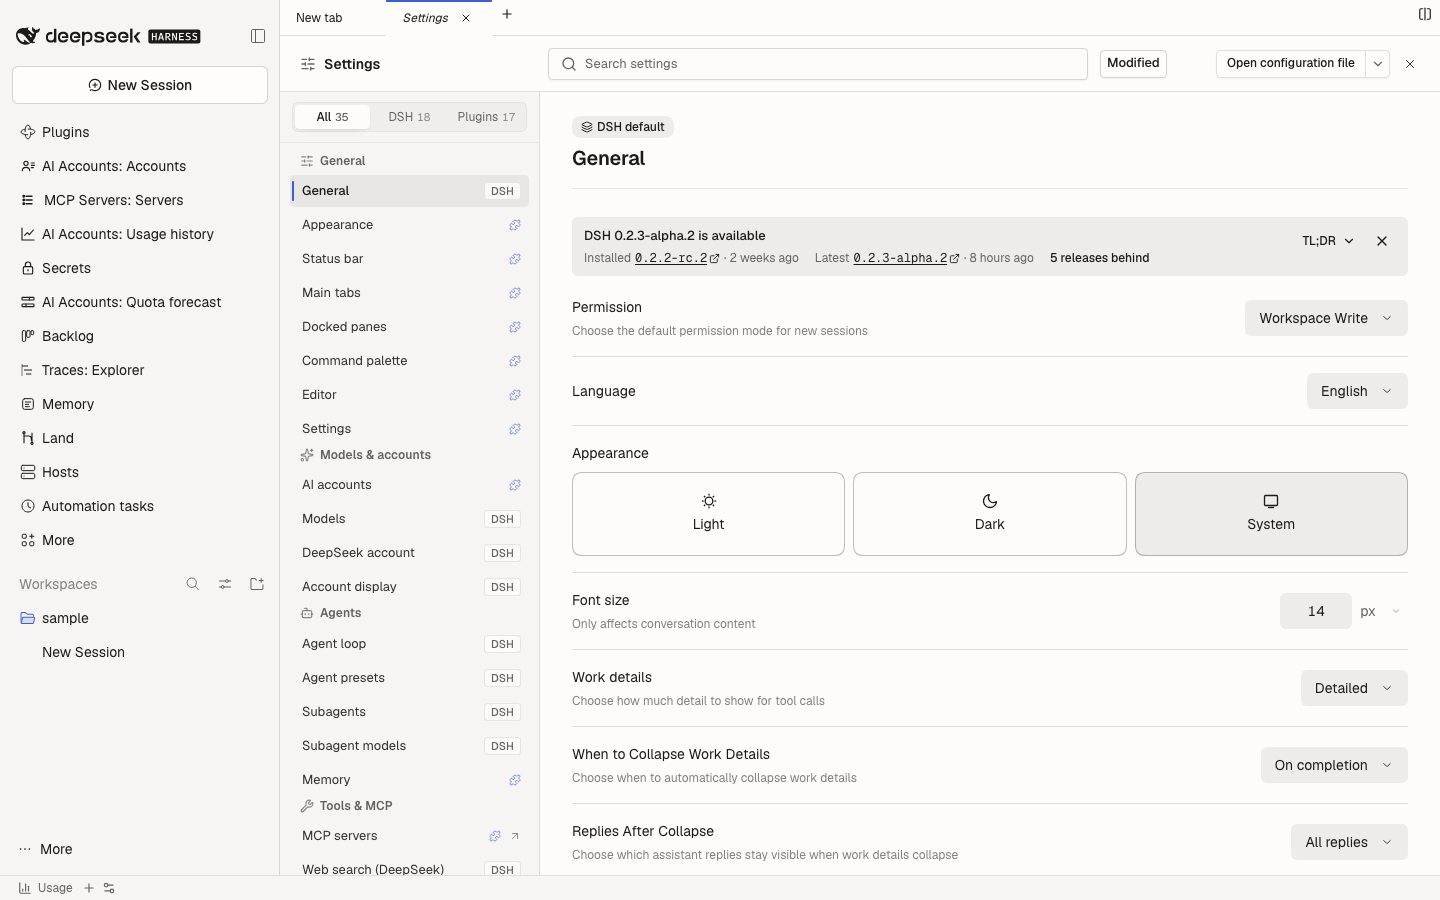 New tab
Settings
deepseek HARNESS
New Session
Plugins
AI Accounts: Accounts
MCP Servers: Servers
AI Accounts: Usage history
Secrets
AI Accounts: Quota forecast
Backlog
Traces: Explorer
Memory
Land
Hosts
Automation tasks
More
Workspaces
sample
New Session
More
Usage
Settings
Search settings
Modified
Open configuration file
All 35
DSH 18
Plugins 17
General
General DSH
Appearance
Status bar
Main tabs
Docked panes
Command palette
Editor
Settings
Models & accounts
AI accounts
Models DSH
DeepSeek account DSH
Account display DSH
Agents
Agent loop DSH
Agent presets DSH
Subagents DSH
Subagent models DSH
Memory
Tools & MCP
MCP servers
Web search (DeepSeek) DSH
DSH default
General
DSH 0.2.3-alpha.2 is available
Installed 0.2.2-rc.2 · 2 weeks ago Latest 0.2.3-alpha.2 · 8 hours ago 5 releases behind
TL;DR
Permission
Choose the default permission mode for new sessions
Workspace Write
Language
English
Appearance
Light
Dark
System
Font size
Only affects conversation content
14 px
Work details
Choose how much detail to show for tool calls
Detailed
When to Collapse Work Details
Choose when to automatically collapse work details
On completion
Replies After Collapse
Choose which assistant replies stay visible when work details collapse
All replies